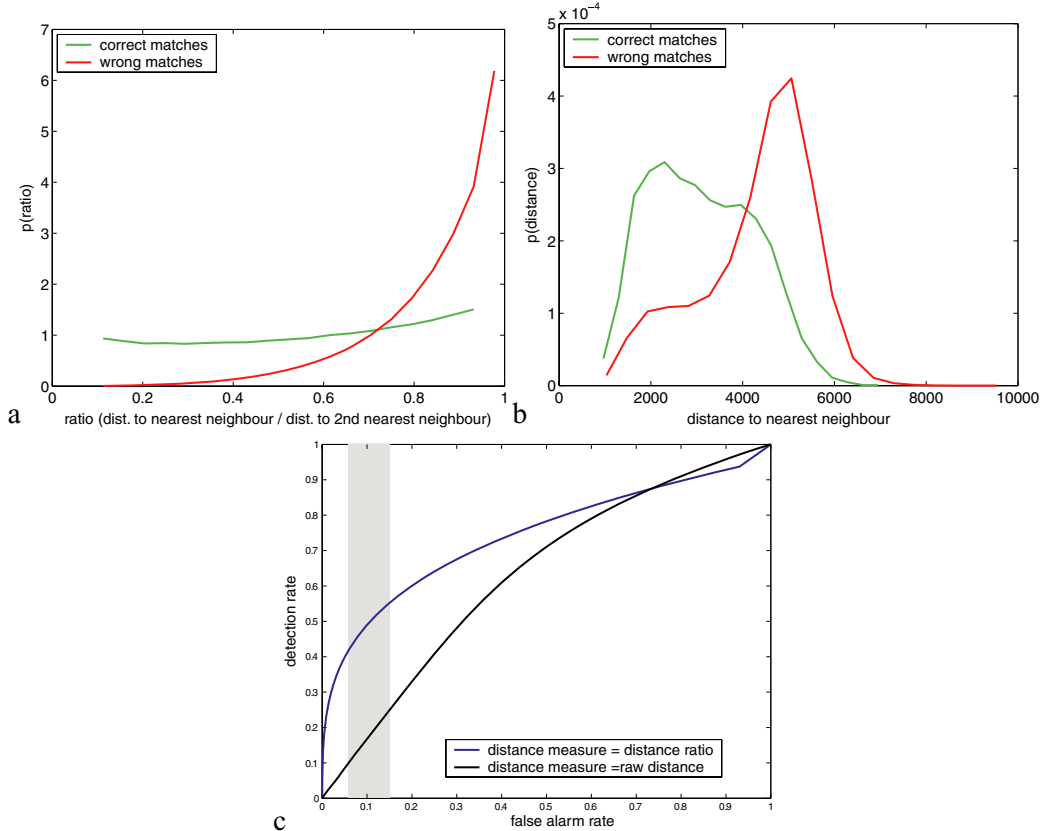 7
6
5
4
3
2
1
0
p(ratio)
correct matches
wrong matches
0 0.2 0.4 0.6 0.8 1
ratio (dist. to nearest neighbour / dist. to 2nd nearest neighbour)
a
x 10⁻⁴
5
4
3
2
1
0
p(distance)
correct matches
wrong matches
0 2000 4000 6000 8000 10000
distance to nearest neighbour
b
1
0.9
0.8
0.7
0.6
0.5
0.4
0.3
0.2
0.1
0
detection rate
distance measure = distance ratio
distance measure =raw distance
0 0.1 0.2 0.3 0.4 0.5 0.6 0.7 0.8 0.9 1
false alarm rate
c